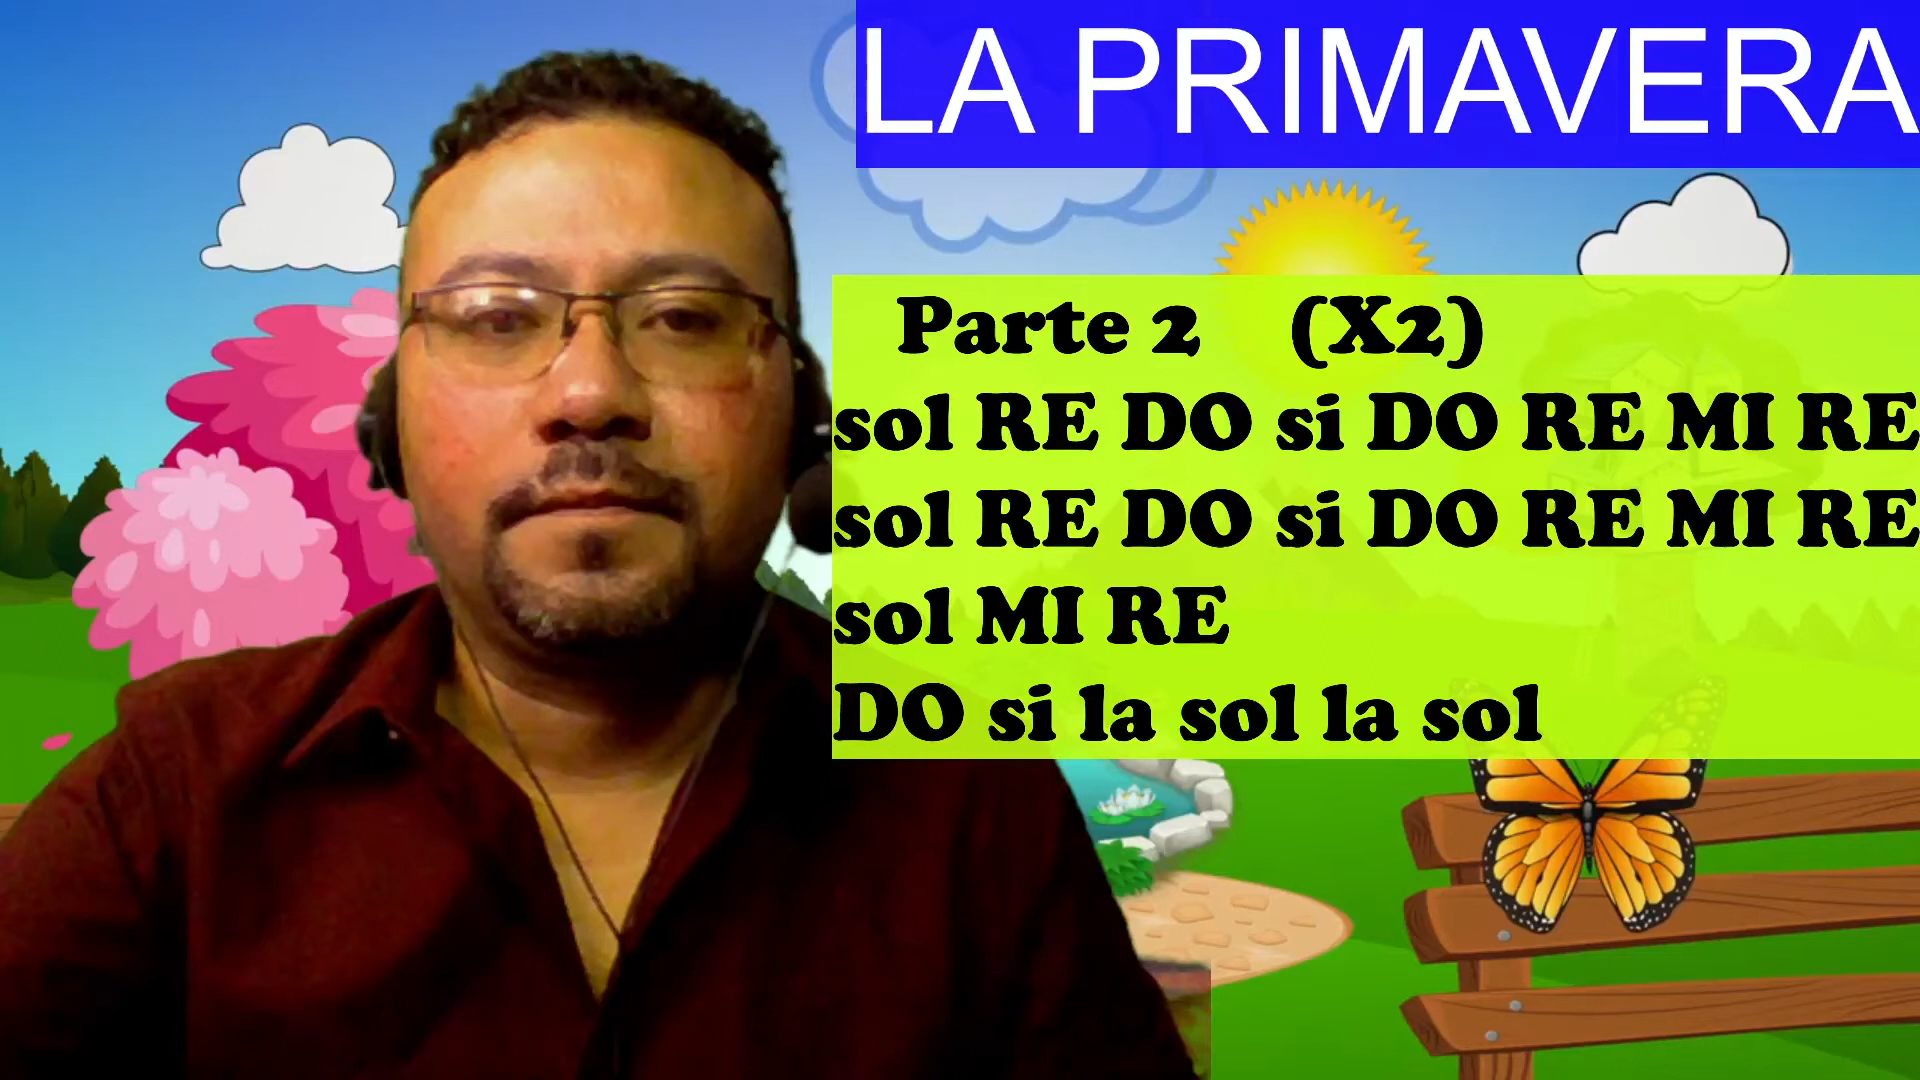 LA PRIMAVERA
Parte 2 (X2)
sol RE DO si DO RE MI RE
sol RE DO si DO RE MI RE
sol MI RE
DO si la sol la sol